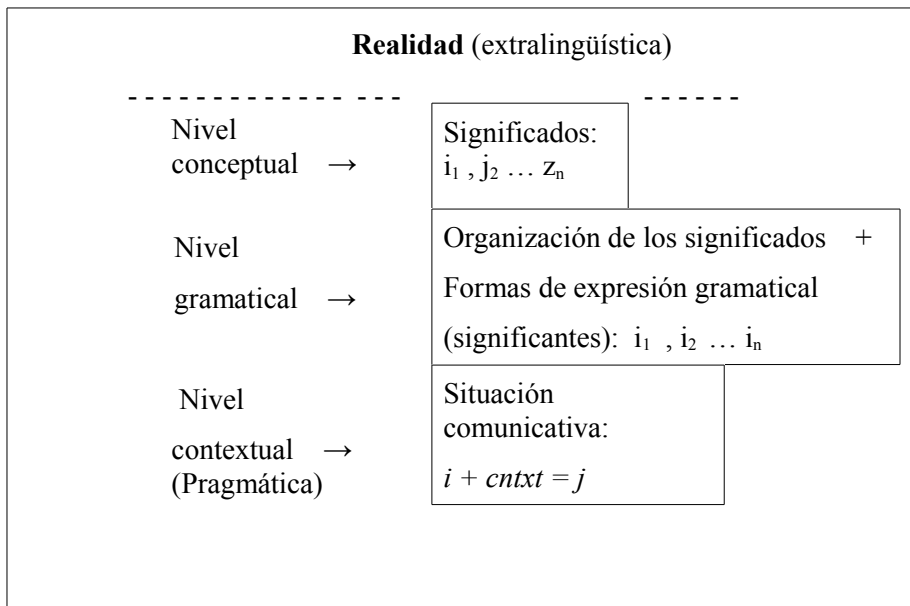 Realidad (extralingüística)
- - - - - - - - - - - - - - - -   - - - - - -
Nivel
conceptual →
Significados:
i₁ , j₂ … zₙ
Nivel
gramatical →
Organización de los significados +
Formas de expresión gramatical
(significantes): i₁ , i₂ … iₙ
Nivel
contextual →
(Pragmática)
Situación
comunicativa:
i + cntxt = j